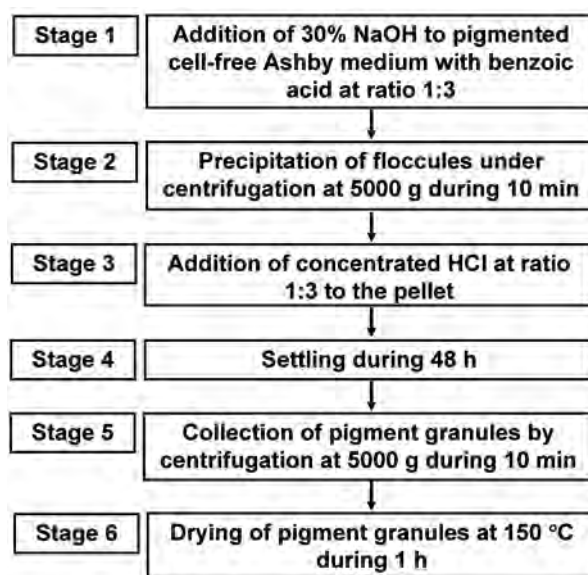 Stage 1
Addition of 30% NaOH to pigmented
cell-free Ashby medium with benzoic
acid at ratio 1:3
Stage 2
Precipitation of floccules under
centrifugation at 5000 g during 10 min
Stage 3
Addition of concentrated HCl at ratio
1:3 to the pellet
Stage 4
Settling during 48 h
Stage 5
Collection of pigment granules by
centrifugation at 5000 g during 10 min
Stage 6
Drying of pigment granules at 150 °C
during 1 h